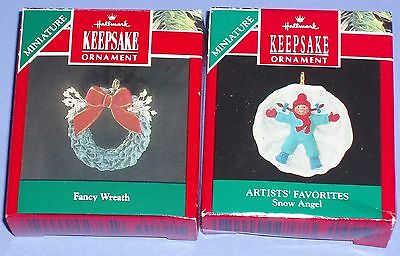 MINIATURE
Hallmark
KEEPSAKE
ORNAMENT
Fancy Wreath
MINIATURE
Hallmark
KEEPSAKE
ORNAMENT
ARTISTS' FAVORITES
Snow Angel